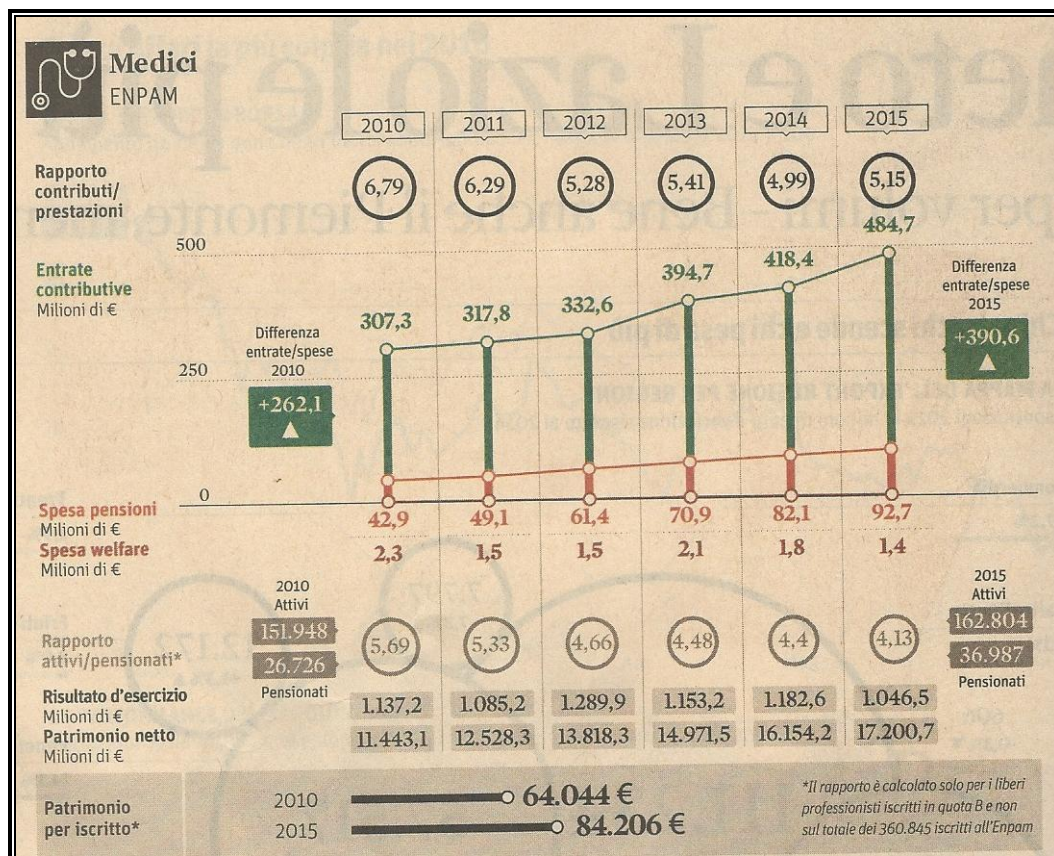 Medici
ENPAM
2010 2011 2012 2013 2014 2015
Rapporto
contributi/
prestazioni
6,79 6,29 5,28 5,41 4,99 5,15
500
Entrate
contributive
Milioni di €
307,3 317,8 332,6 394,7 418,4 484,7
Differenza
entrate/spese
2010
+262,1
Differenza
entrate/spese
2015
+390,6
250
0
Spesa pensioni
Milioni di €
42,9 49,1 61,4 70,9 82,1 92,7
Spesa welfare
Milioni di €
2,3 1,5 1,5 2,1 1,8 1,4
2010
Attivi
151.948
26.726
Pensionati
Rapporto
attivi/pensionati*
5,69 5,33 4,66 4,48 4,4 4,13
2015
Attivi
162.804
36.987
Pensionati
Risultato d'esercizio
Milioni di €
1.137,2 1.085,2 1.289,9 1.153,2 1.182,6 1.046,5
Patrimonio netto
Milioni di €
11.443,1 12.528,3 13.818,3 14.971,5 16.154,2 17.200,7
Patrimonio
per iscritto*
2010 64.044 €
2015 84.206 €
*Il rapporto è calcolato solo per i liberi
professionisti iscritti in quota B e non
sul totale dei 360.845 iscritti all'Enpam